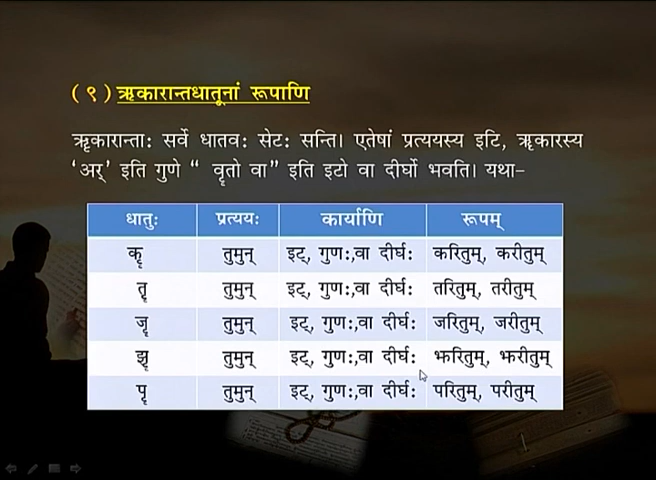 (९) ॠकारान्तधातूनां रूपाणि
ॠकारान्ताः सर्वे धातवः सेटः सन्ति। एतेषां प्रत्ययस्य इटि, ॠकारस्य
‘अर्’ इति गुणे “ वॄतो वा” इति इटो वा दीर्घो भवति। यथा-
धातुः प्रत्ययः कार्याणि रूपम्
कॄ तुमुन् इट्, गुणः,वा दीर्घः करितुम्, करीतुम्
तॄ तुमुन् इट्, गुणः,वा दीर्घः तरितुम्, तरीतुम्
जॄ तुमुन् इट्, गुणः,वा दीर्घः जरितुम्, जरीतुम्
झॄ तुमुन् इट्, गुणः,वा दीर्घः झरितुम्, झरीतुम्
पॄ तुमुन् इट्, गुणः,वा दीर्घः परितुम्, परीतुम्